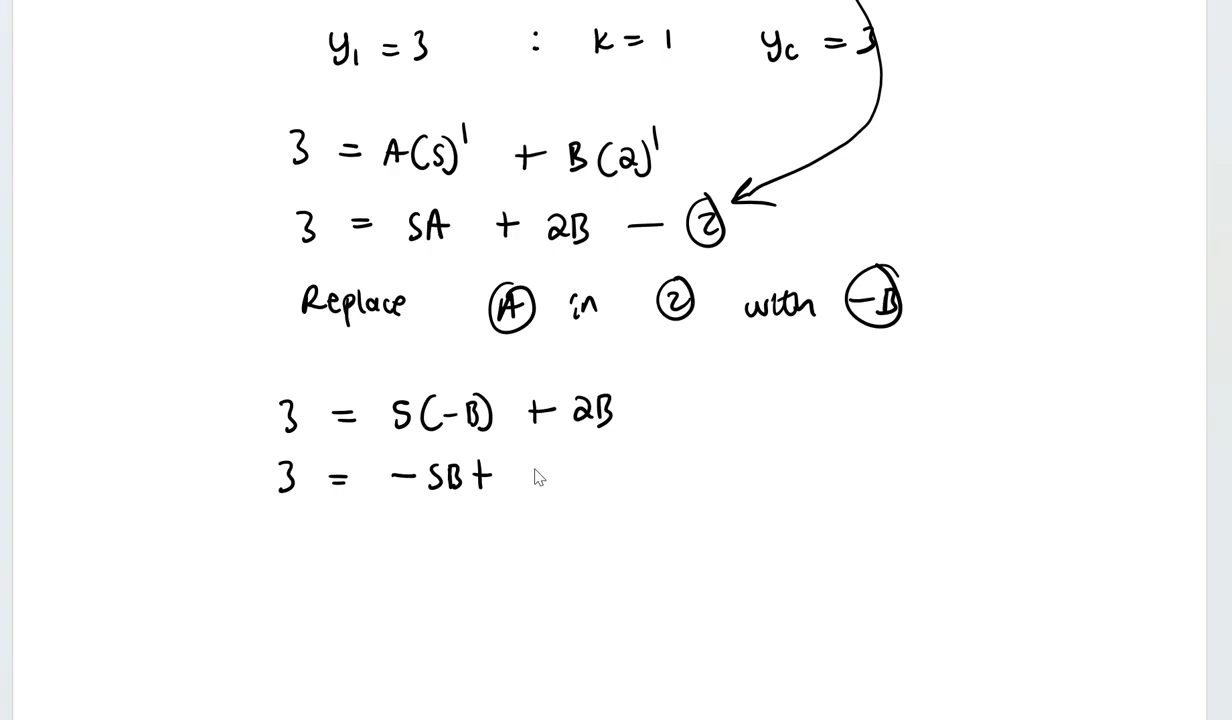 y₁ = 3 : k = 1 y_c = 3
3 = A(5)¹ + B(2)¹
3 = 5A + 2B — ②
Replace Ⓐ in ② with -B
3 = 5(-B) + 2B
3 = -5B +